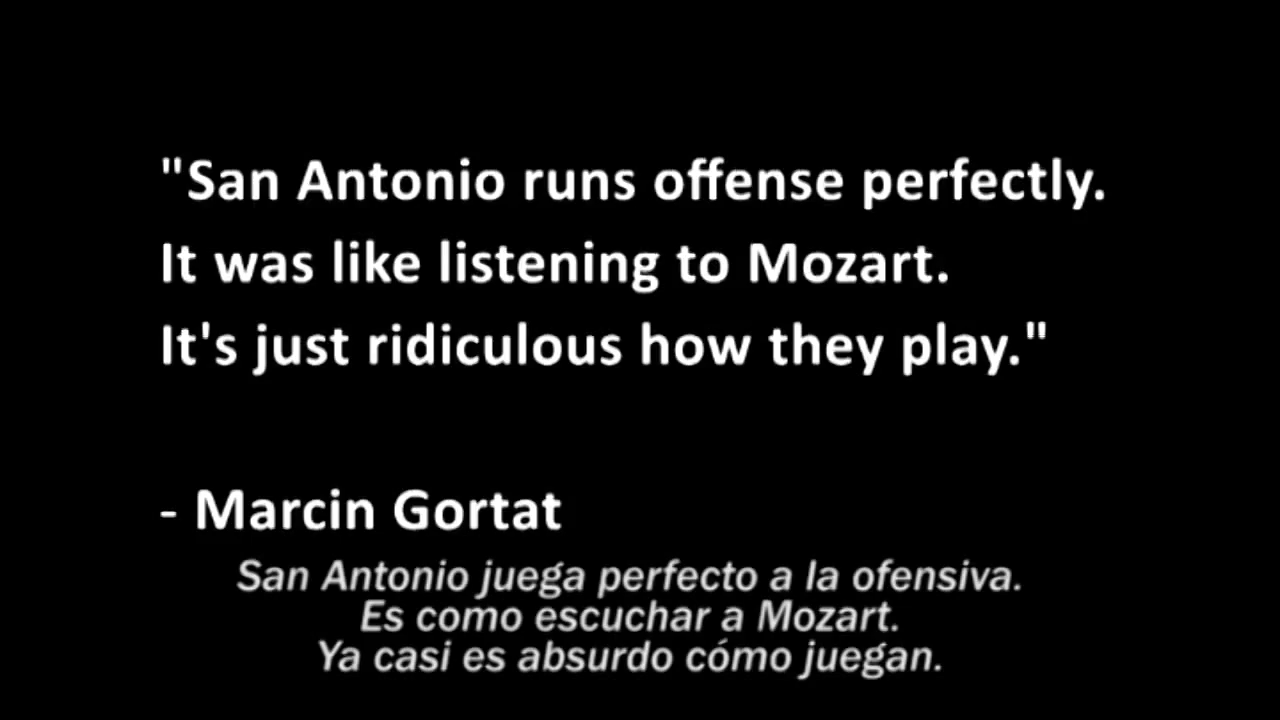 "San Antonio runs offense perfectly.
It was like listening to Mozart.
It's just ridiculous how they play."
- Marcin Gortat
San Antonio juega perfecto a la ofensiva.
Es como escuchar a Mozart.
Ya casi es absurdo cómo juegan.